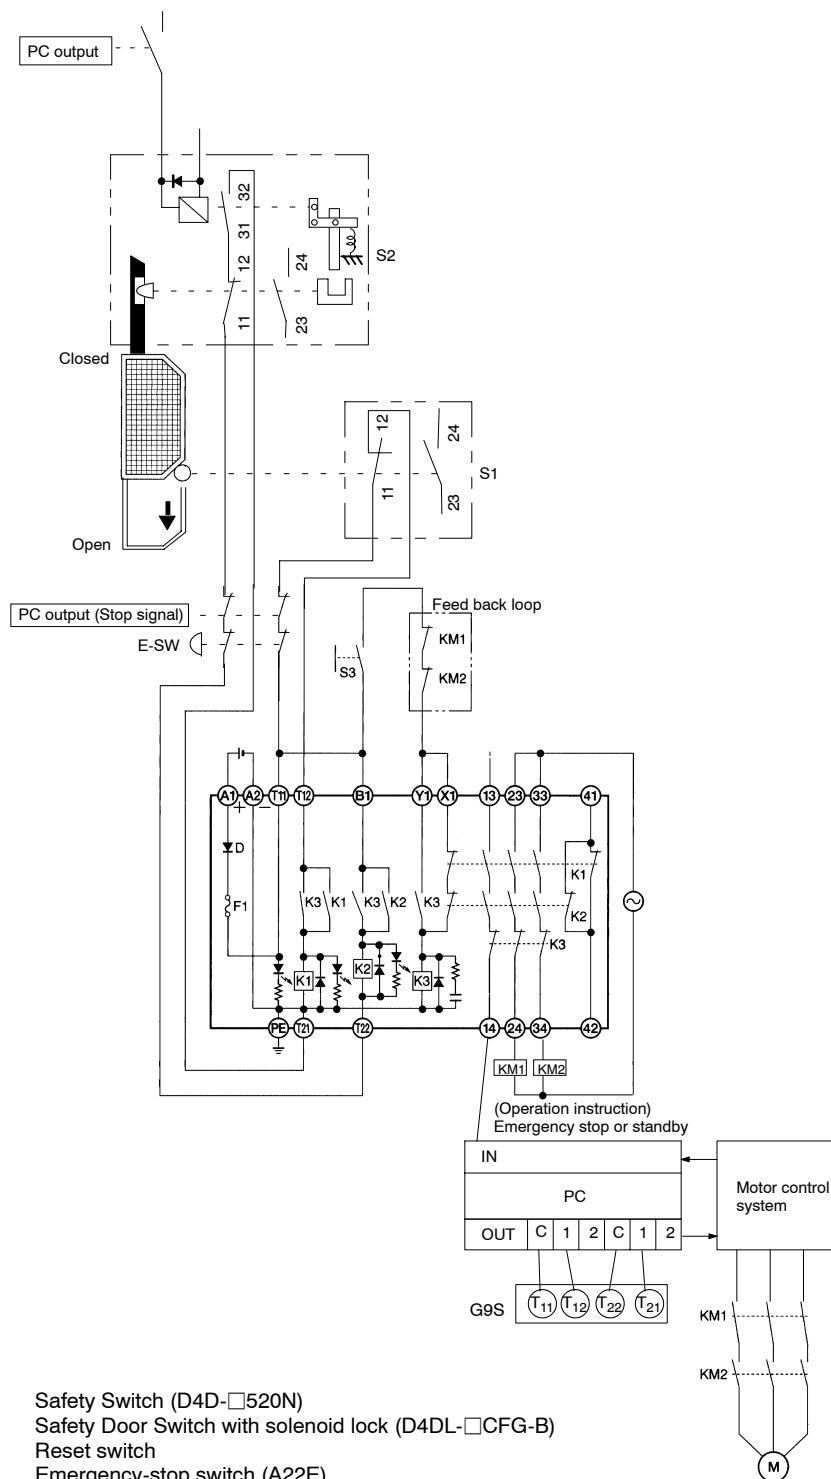 PC output
32
31
12
24
S2
11
23
Closed
12
24
11
23
S1
Open
PC output (Stop signal)
E-SW
Feed back loop
KM1
KM2
S3
A1 A2 T11 T12 B1 Y1 X1 13 23 33 41
+ −
D
F1
K3 K1 K3 K2 K3
K1
K2
K3
K1 K2 K3
PE T21 T22 14 24 34 42
KM1 KM2
(Operation instruction)
Emergency stop or standby
IN
PC
OUT C 1 2 C 1 2
Motor control
system
G9S T11 T12 T22 T21
KM1
KM2
M
Safety Switch (D4D-□520N)
Safety Door Switch with solenoid lock (D4DL-□CFG-B)
Reset switch
Emergency-stop switch (A22E)